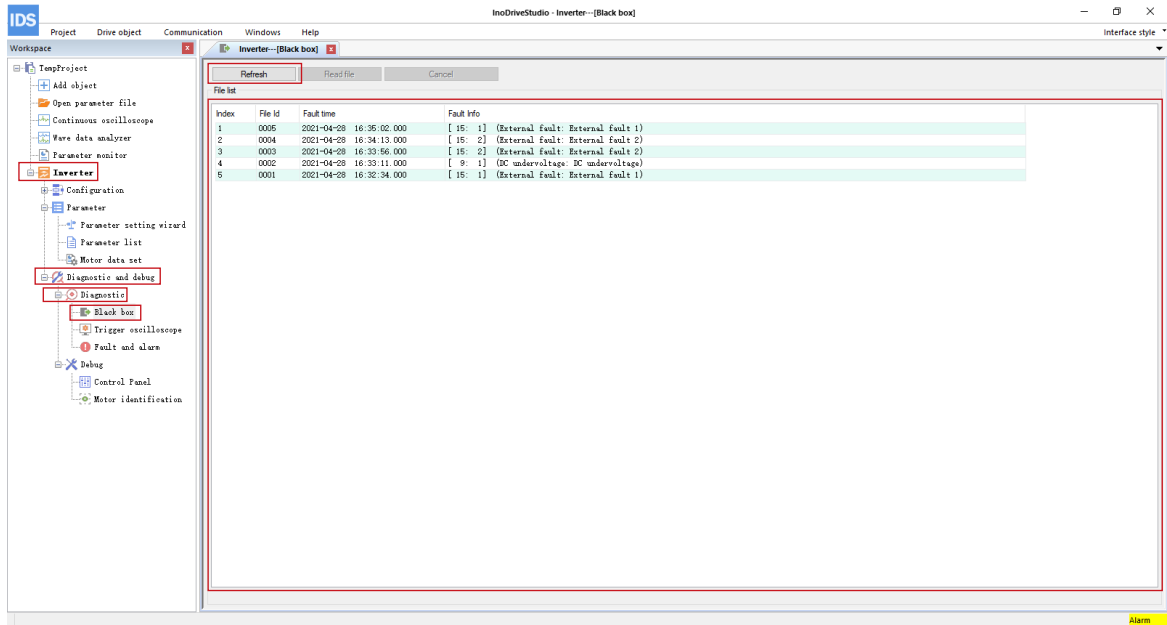 InoDriveStudio - Inverter---[Black box]
IDS
Project Drive object Communication Windows Help Interface style
Workspace
Inverter---[Black box]
TempProject
Add object
Open parameter file
Continuous oscilloscope
Wave data analyzer
Parameter monitor
Inverter
Configuration
Parameter
Parameter setting wizard
Parameter list
Motor data set
Diagnostic and debug
Diagnostic
Black box
Trigger oscilloscope
Fault and alarm
Debug
Control Panel
Motor identification
Refresh Read file Cancel
File list
Index File Id Fault time Fault Info
1 0005 2021-04-28 16:35:02.000 [ 15: 1] (External fault: External fault 1)
2 0004 2021-04-28 16:34:13.000 [ 15: 2] (External fault: External fault 2)
3 0003 2021-04-28 16:33:56.000 [ 15: 2] (External fault: External fault 2)
4 0002 2021-04-28 16:33:11.000 [ 9: 1] (DC undervoltage: DC undervoltage)
5 0001 2021-04-28 16:32:34.000 [ 15: 1] (External fault: External fault 1)
Alarm